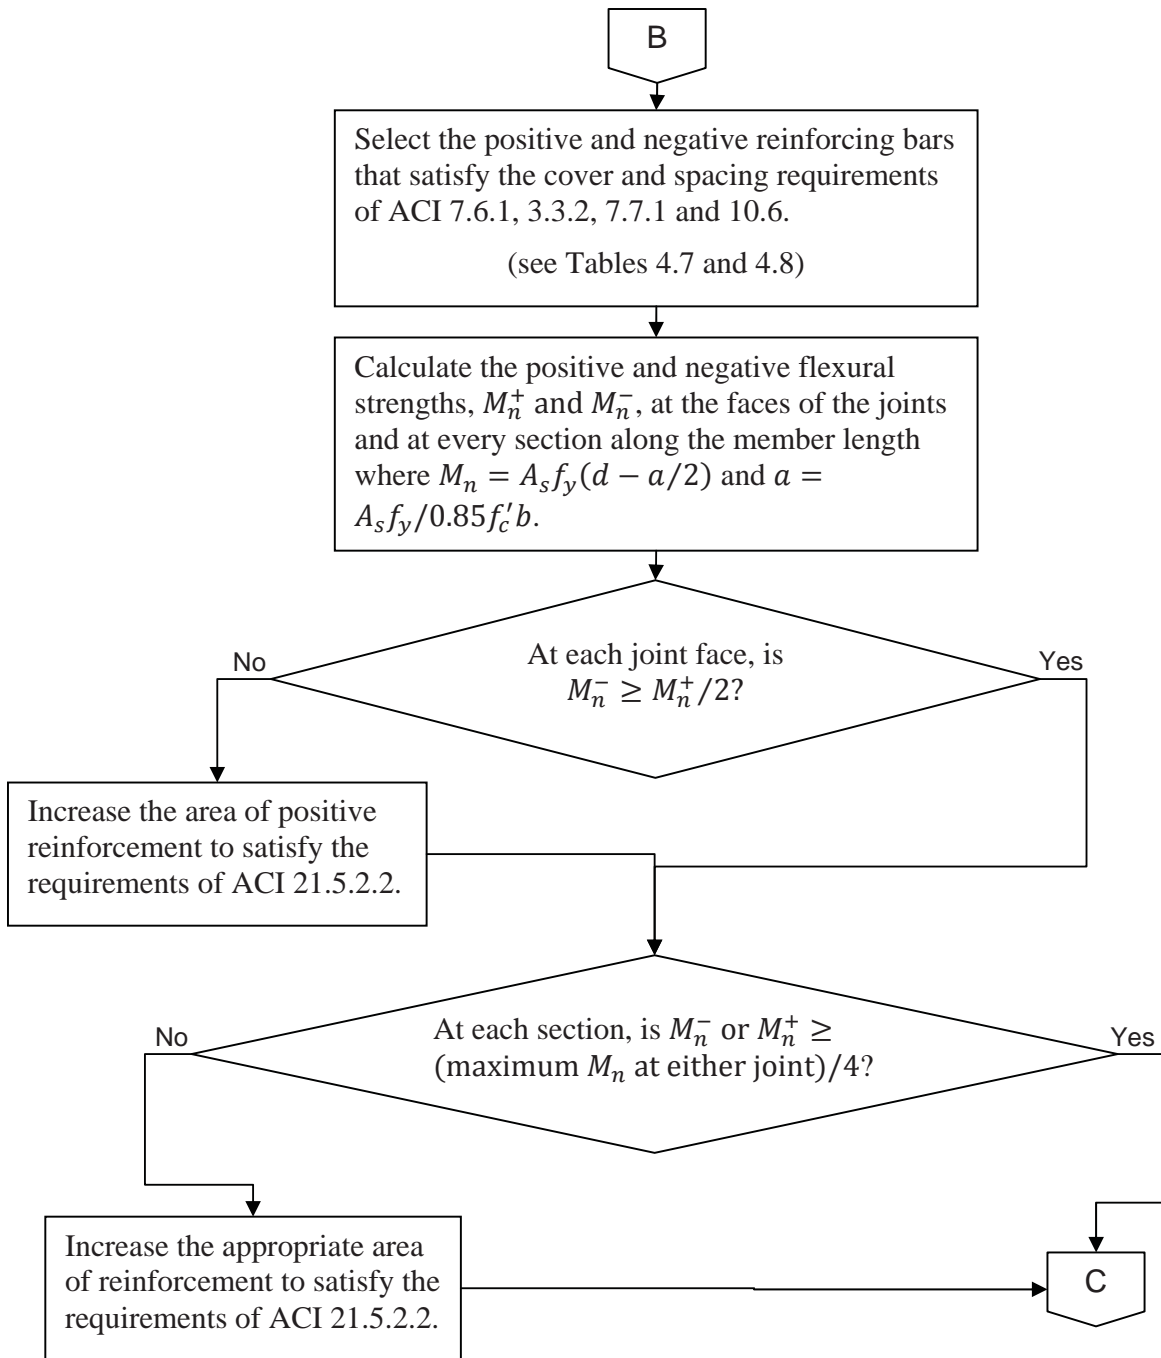 B
Select the positive and negative reinforcing bars
that satisfy the cover and spacing requirements
of ACI 7.6.1, 3.3.2, 7.7.1 and 10.6.
(see Tables 4.7 and 4.8)
Calculate the positive and negative flexural
strengths, $M_n^+$ and $M_n^-$, at the faces of the joints
and at every section along the member length
where $M_n = A_s f_y (d - a/2)$ and $a =$
$A_s f_y / 0.85 f_c' b$.
No
At each joint face, is
$M_n^- \geq M_n^+/2$?
Yes
Increase the area of positive
reinforcement to satisfy the
requirements of ACI 21.5.2.2.
No
At each section, is $M_n^-$ or $M_n^+ \geq$
(maximum $M_n$ at either joint)/4?
Yes
Increase the appropriate area
of reinforcement to satisfy the
requirements of ACI 21.5.2.2.
C